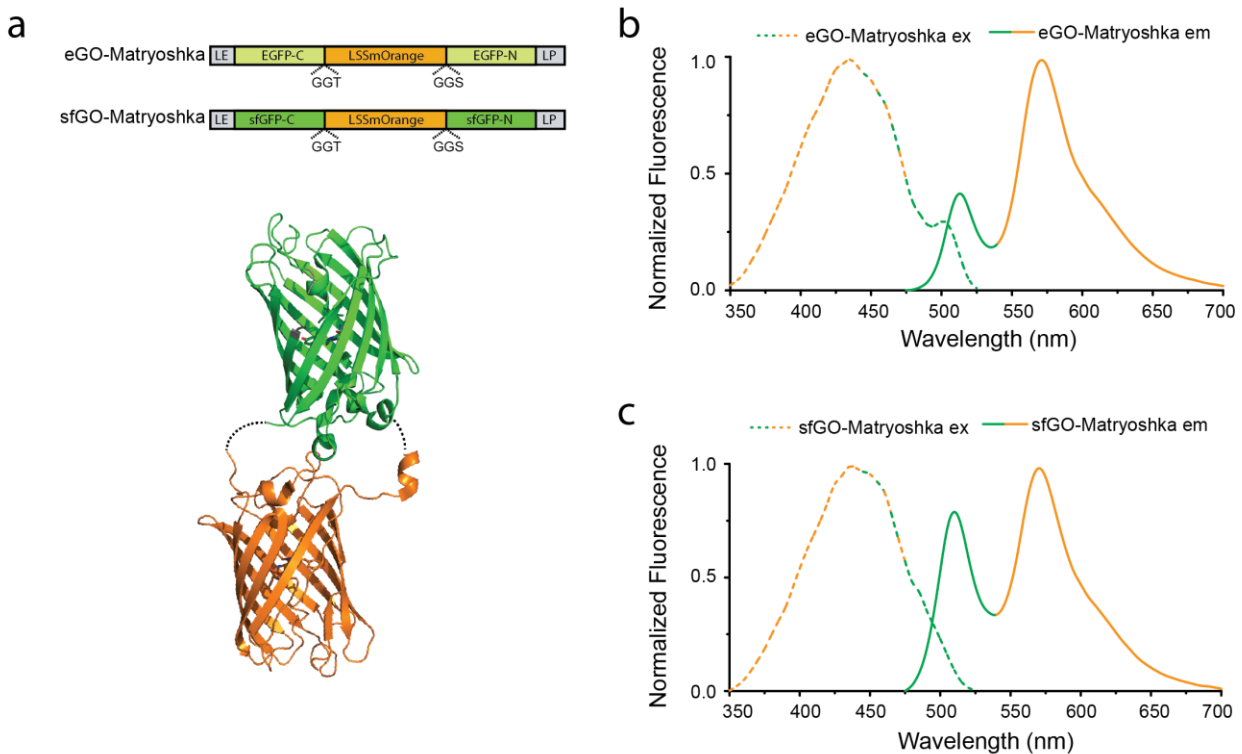 a
eGO-Matryoshka LE EGFP-C LSSmOrange EGFP-N LP
GGT GGS
sfGO-Matryoshka LE sfGFP-C LSSmOrange sfGFP-N LP
GGT GGS
b
eGO-Matryoshka ex eGO-Matryoshka em
Normalized Fluorescence
1.0
0.5
0.0
350 400 450 500 550 600 650 700
Wavelength (nm)
c
sfGO-Matryoshka ex sfGO-Matryoshka em
Normalized Fluorescence
1.0
0.5
0.0
350 400 450 500 550 600 650 700
Wavelength (nm)